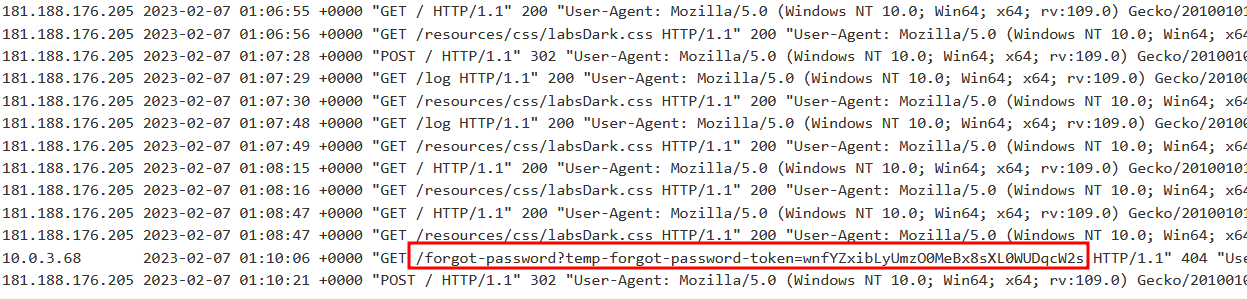 181.188.176.205 2023-02-07 01:06:55 +0000 "GET / HTTP/1.1" 200 "User-Agent: Mozilla/5.0 (Windows NT 10.0; Win64; x64; rv:109.0) Gecko/20100101
181.188.176.205 2023-02-07 01:06:56 +0000 "GET /resources/css/labsDark.css HTTP/1.1" 200 "User-Agent: Mozilla/5.0 (Windows NT 10.0; Win64; x64
181.188.176.205 2023-02-07 01:07:28 +0000 "POST / HTTP/1.1" 302 "User-Agent: Mozilla/5.0 (Windows NT 10.0; Win64; x64; rv:109.0) Gecko/2010010
181.188.176.205 2023-02-07 01:07:29 +0000 "GET /log HTTP/1.1" 200 "User-Agent: Mozilla/5.0 (Windows NT 10.0; Win64; x64; rv:109.0) Gecko/20100
181.188.176.205 2023-02-07 01:07:30 +0000 "GET /resources/css/labsDark.css HTTP/1.1" 200 "User-Agent: Mozilla/5.0 (Windows NT 10.0; Win64; x64
181.188.176.205 2023-02-07 01:07:48 +0000 "GET /log HTTP/1.1" 200 "User-Agent: Mozilla/5.0 (Windows NT 10.0; Win64; x64; rv:109.0) Gecko/20100
181.188.176.205 2023-02-07 01:07:49 +0000 "GET /resources/css/labsDark.css HTTP/1.1" 200 "User-Agent: Mozilla/5.0 (Windows NT 10.0; Win64; x64
181.188.176.205 2023-02-07 01:08:16 +0000 "GET / HTTP/1.1" 200 "User-Agent: Mozilla/5.0 (Windows NT 10.0; Win64; x64; rv:109.0) Gecko/20100101
181.188.176.205 2023-02-07 01:08:16 +0000 "GET /resources/css/labsDark.css HTTP/1.1" 200 "User-Agent: Mozilla/5.0 (Windows NT 10.0; Win64; x64
181.188.176.205 2023-02-07 01:08:47 +0000 "GET / HTTP/1.1" 200 "User-Agent: Mozilla/5.0 (Windows NT 10.0; Win64; x64; rv:109.0) Gecko/20100101
181.188.176.205 2023-02-07 01:08:47 +0000 "GET /resources/css/labsDark.css HTTP/1.1" 200 "User-Agent: Mozilla/5.0 (Windows NT 10.0; Win64; x64
10.0.3.68 2023-02-07 01:10:06 +0000 "GET /forgot-password?temp-forgot-password-token=wnfYZxibLyUmzO0MeBx8sXL0WUDqcW2s HTTP/1.1" 404 "Use
181.188.176.205 2023-02-07 01:10:21 +0000 "POST / HTTP/1.1" 302 "User-Agent: Mozilla/5.0 (Windows NT 10.0; Win64; x64; rv:109.0) Gecko/2010010